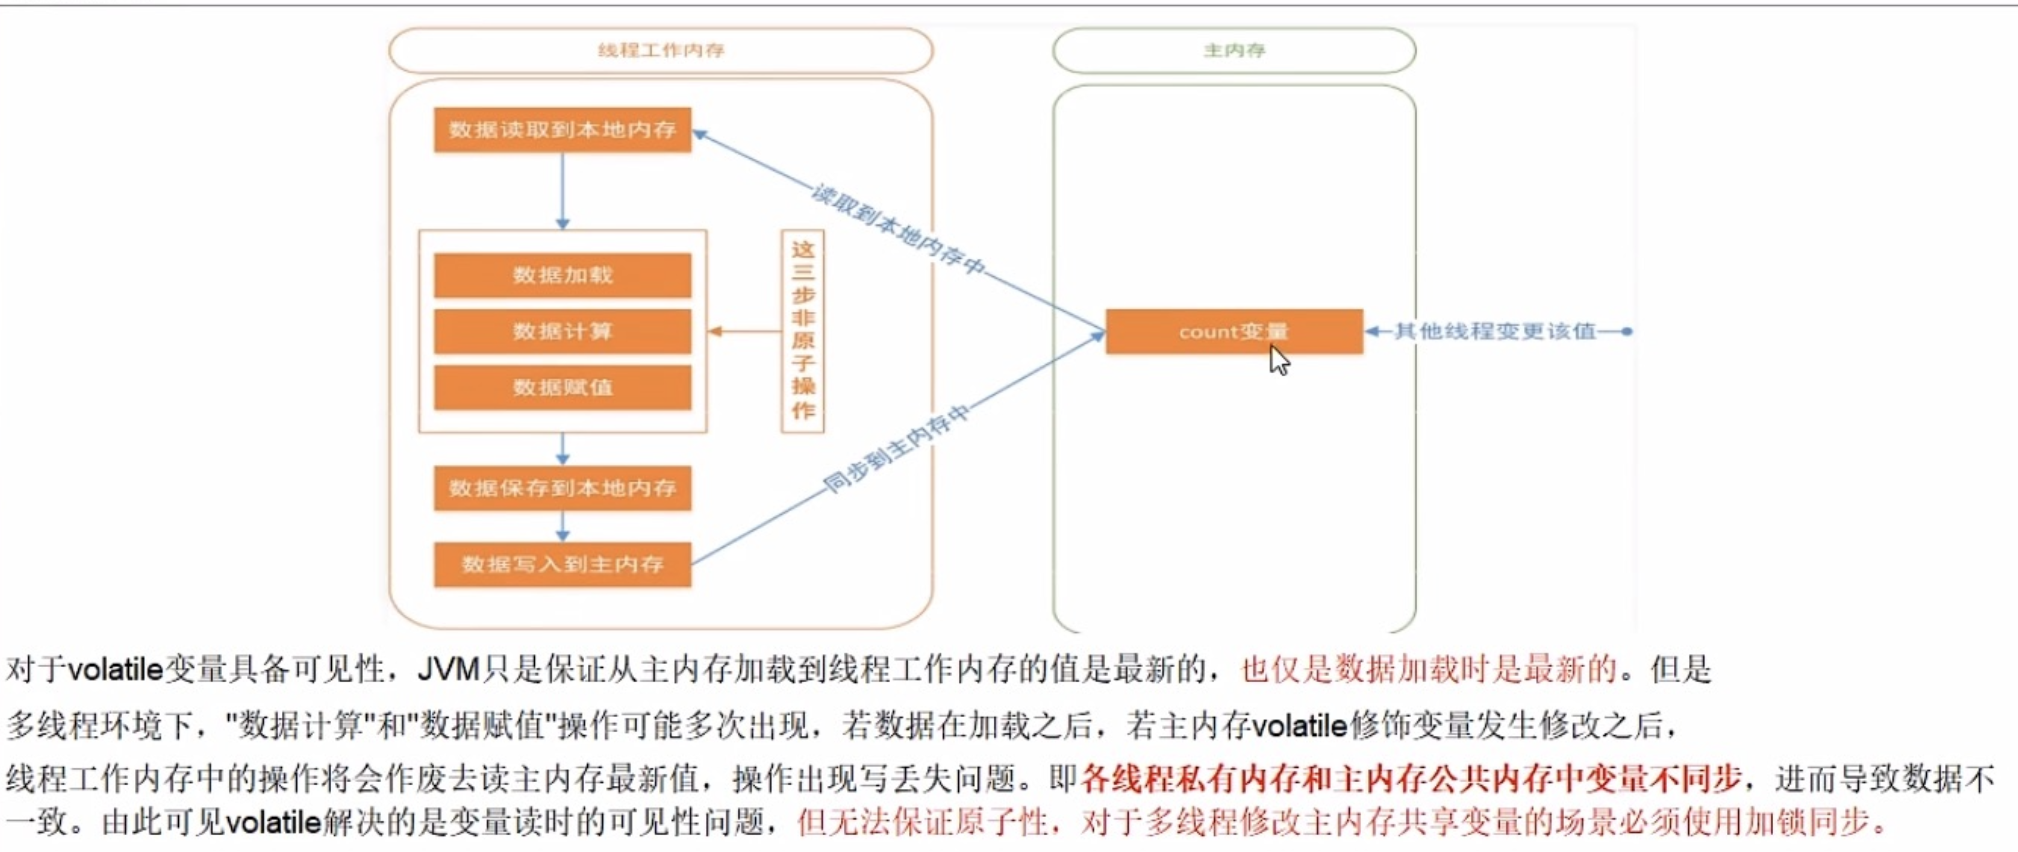 线程工作内存
主内存
数据读取到本地内存
读取到本地内存中
数据加载
数据计算
数据赋值
这三步非原子操作
count变量
其他线程变更该值
同步到主内存中
数据保存到本地内存
数据写入到主内存
对于volatile变量具备可见性，JVM只是保证从主内存加载到线程工作内存的值是最新的，也仅是数据加载时是最新的。但是
多线程环境下，"数据计算"和"数据赋值"操作可能多次出现，若数据在加载之后，若主内存volatile修饰变量发生修改之后，
线程工作内存中的操作将会作废去读主内存最新值，操作出现写丢失问题。即各线程私有内存和主内存公共内存中变量不同步，进而导致数据不
一致。由此可见volatile解决的是变量读时的可见性问题，但无法保证原子性，对于多线程修改主内存共享变量的场景必须使用加锁同步。